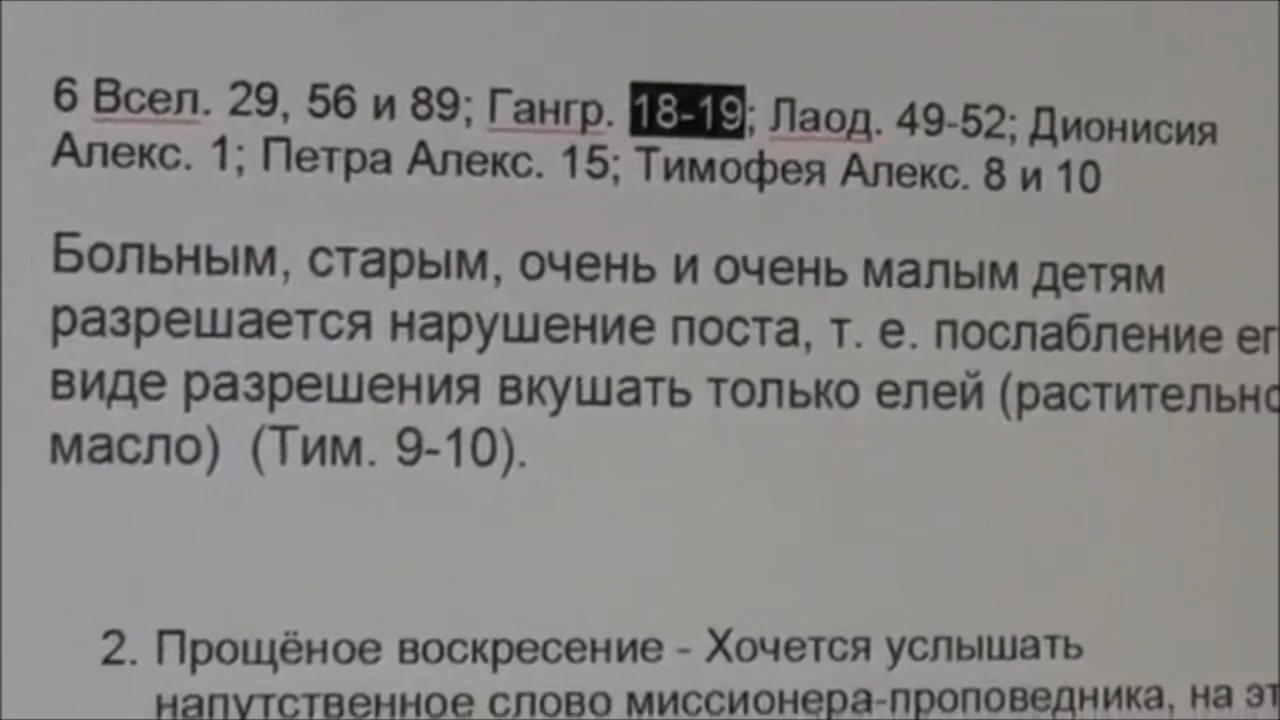 6 Всел. 29, 56 и 89; Гангр. 18-19; Лаод. 49-52; Дионисия
Алекс. 1; Петра Алекс. 15; Тимофея Алекс. 8 и 10
Больным, старым, очень и очень малым детям
разрешается нарушение поста, т. е. послабление ег
виде разрешения вкушать только елей (растительно
масло) (Тим. 9-10).
2. Прощёное воскресение - Хочется услышать
напутственное слово миссионера-проповедника, на эт